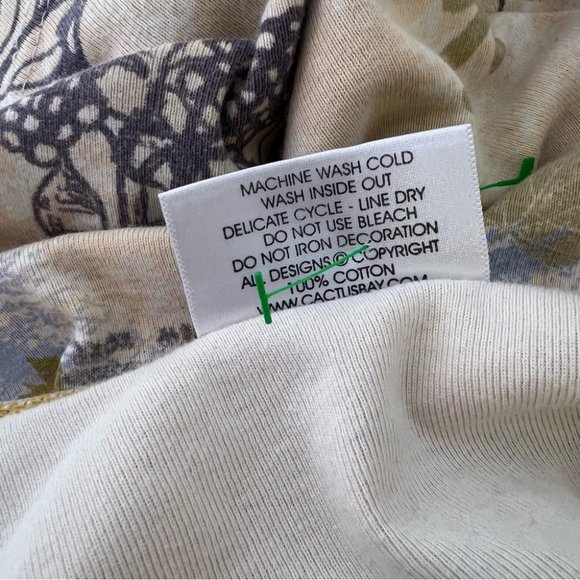 MACHINE WASH COLD
WASH INSIDE OUT
DELICATE CYCLE - LINE DRY
DO NOT USE BLEACH
DO NOT IRON DECORATION
ALL DESIGNS © COPYRIGHT
100% COTTON
WWW.CACTUSBAY.COM